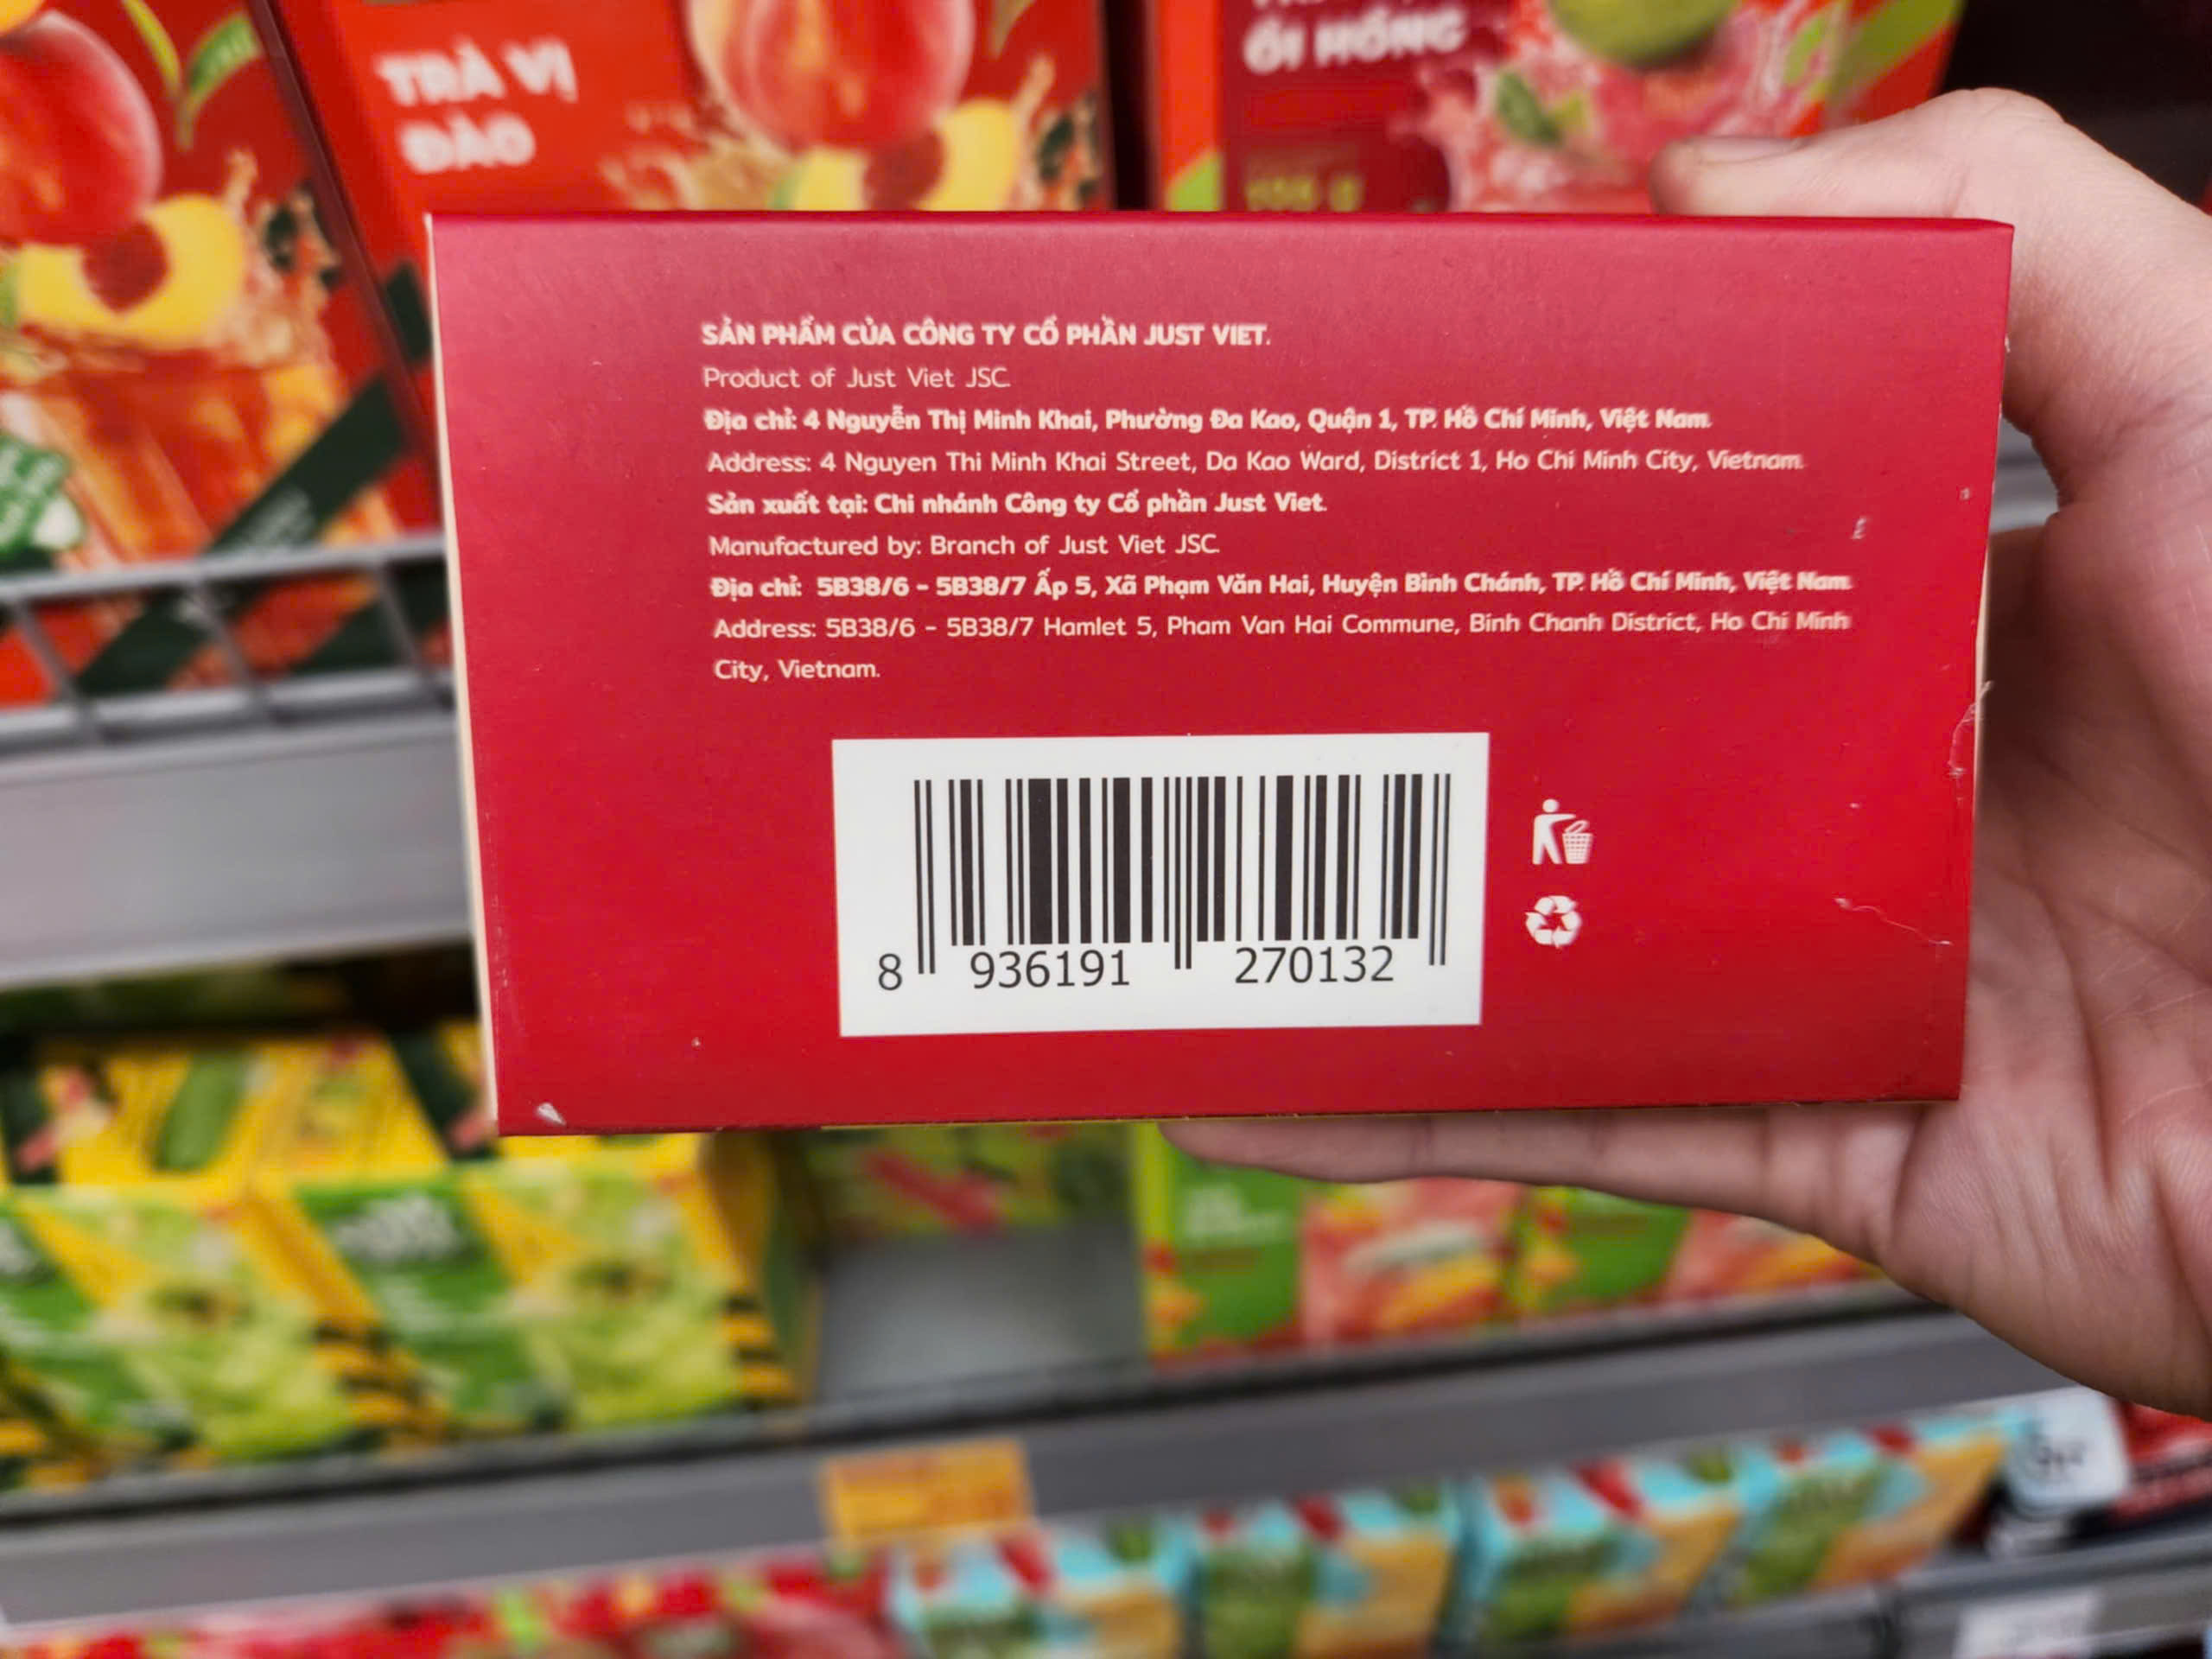 TRÀ VỊ
ĐÀO
ỔI HỒNG
SẢN PHẨM CỦA CÔNG TY CỔ PHẦN JUST VIET.
Product of Just Viet JSC.
Địa chỉ: 4 Nguyễn Thị Minh Khai, Phường Đa Kao, Quận 1, TP. Hồ Chí Minh, Việt Nam.
Address: 4 Nguyen Thi Minh Khai Street, Da Kao Ward, District 1, Ho Chi Minh City, Vietnam.
Sản xuất tại: Chi nhánh Công ty Cổ phần Just Viet.
Manufactured by: Branch of Just Viet JSC.
Địa chỉ: 5B38/6 - 5B38/7 Ấp 5, Xã Phạm Văn Hai, Huyện Bình Chánh, TP. Hồ Chí Minh, Việt Nam.
Address: 5B38/6 - 5B38/7 Hamlet 5, Pham Van Hai Commune, Binh Chanh District, Ho Chi Minh
City, Vietnam.
8 936191 270132